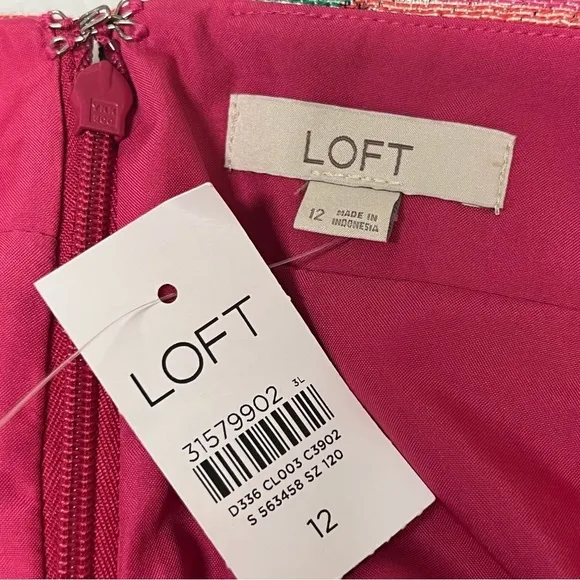 LOFT
12 MADE IN
INDONESIA
LOFT
31579902 3L
D336 CL003 C3902
S 563458 SZ 120
12